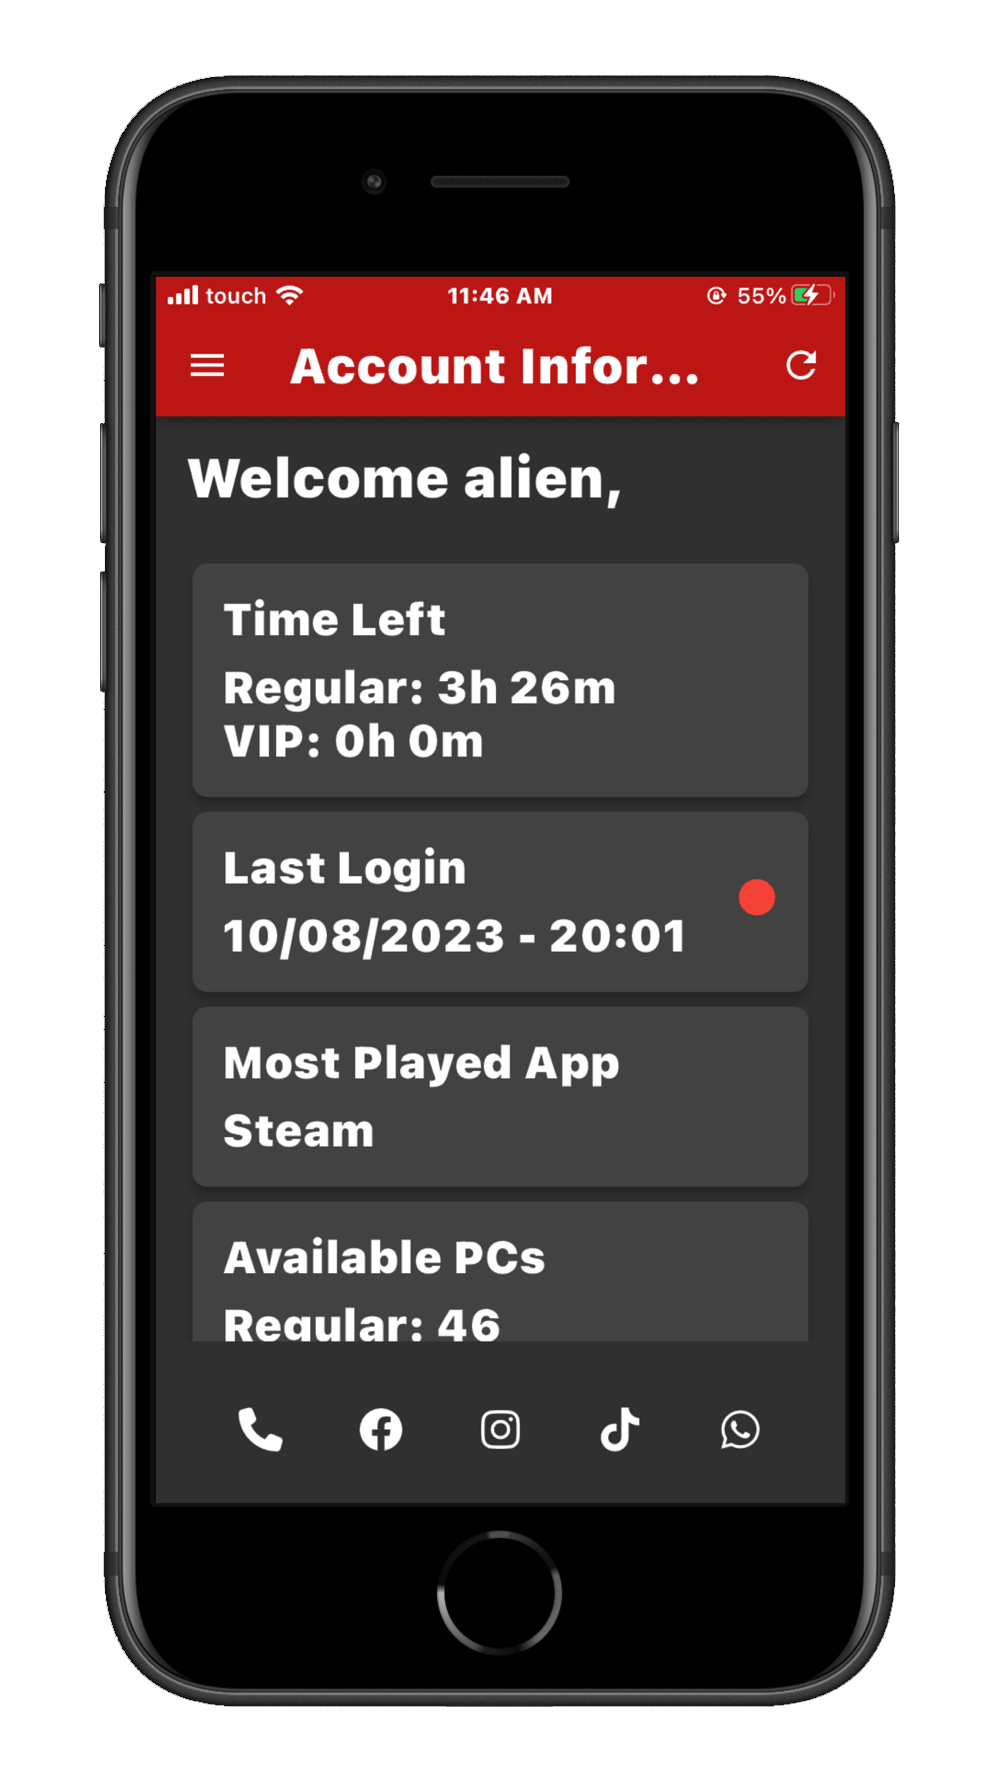 touch 11:46 AM 55%
Account Infor...
Welcome alien,
Time Left
Regular: 3h 26m
VIP: 0h 0m
Last Login
10/08/2023 - 20:01
Most Played App
Steam
Available PCs
Regular: 46